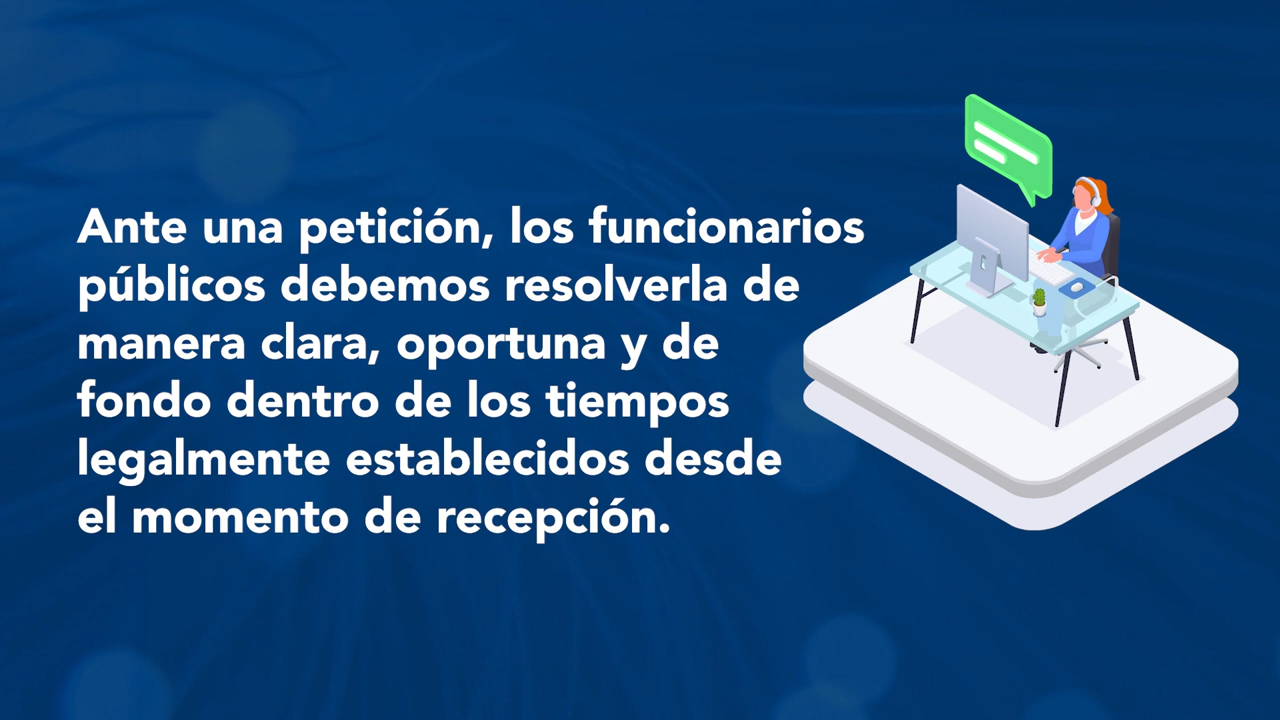 Ante una petición, los funcionarios
públicos debemos resolverla de
manera clara, oportuna y de
fondo dentro de los tiempos
legalmente establecidos desde
el momento de recepción.